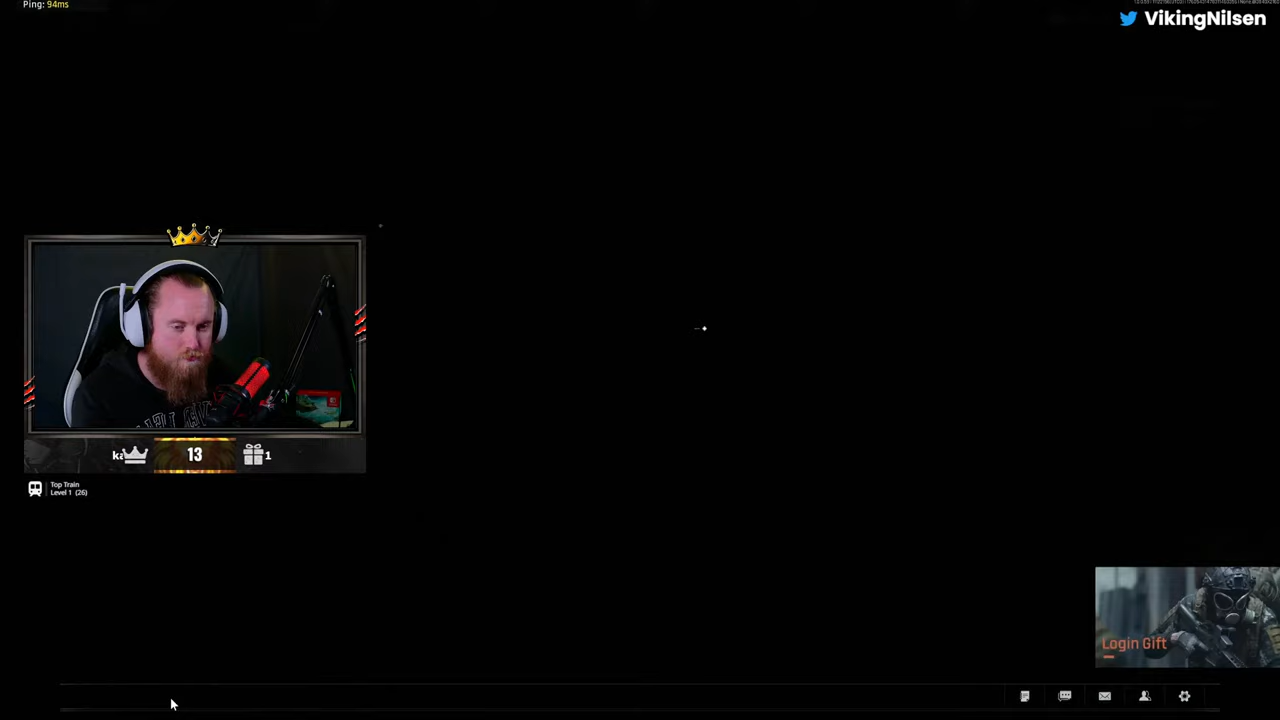 Ping: 94ms
VikingNilsen
13
1
Top Train
Level 1 (26)
Login Gift